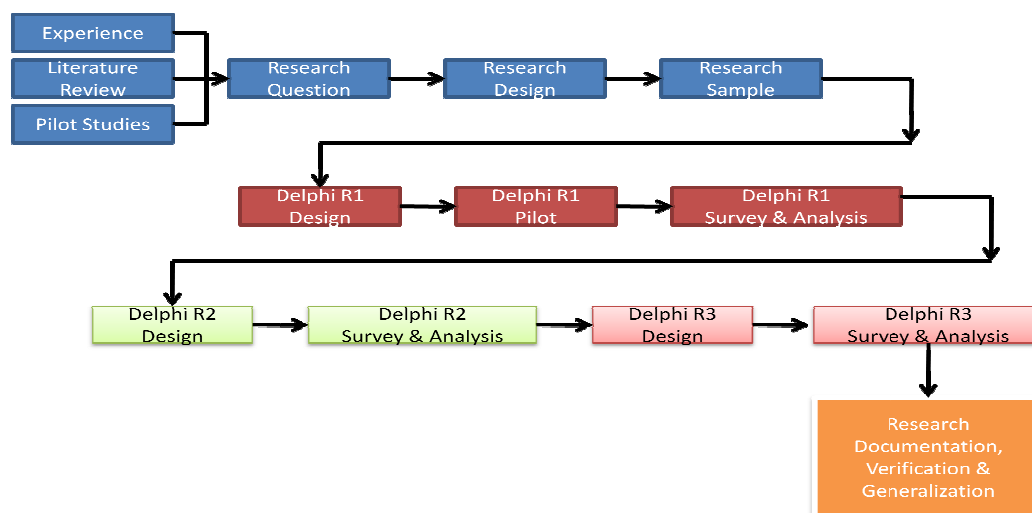 Experience
Literature
Review
Pilot Studies
Research
Question
Research
Design
Research
Sample
Delphi R1
Design
Delphi R1
Pilot
Delphi R1
Survey & Analysis
Delphi R2
Design
Delphi R2
Survey & Analysis
Delphi R3
Design
Delphi R3
Survey & Analysis
Research
Documentation,
Verification &
Generalization